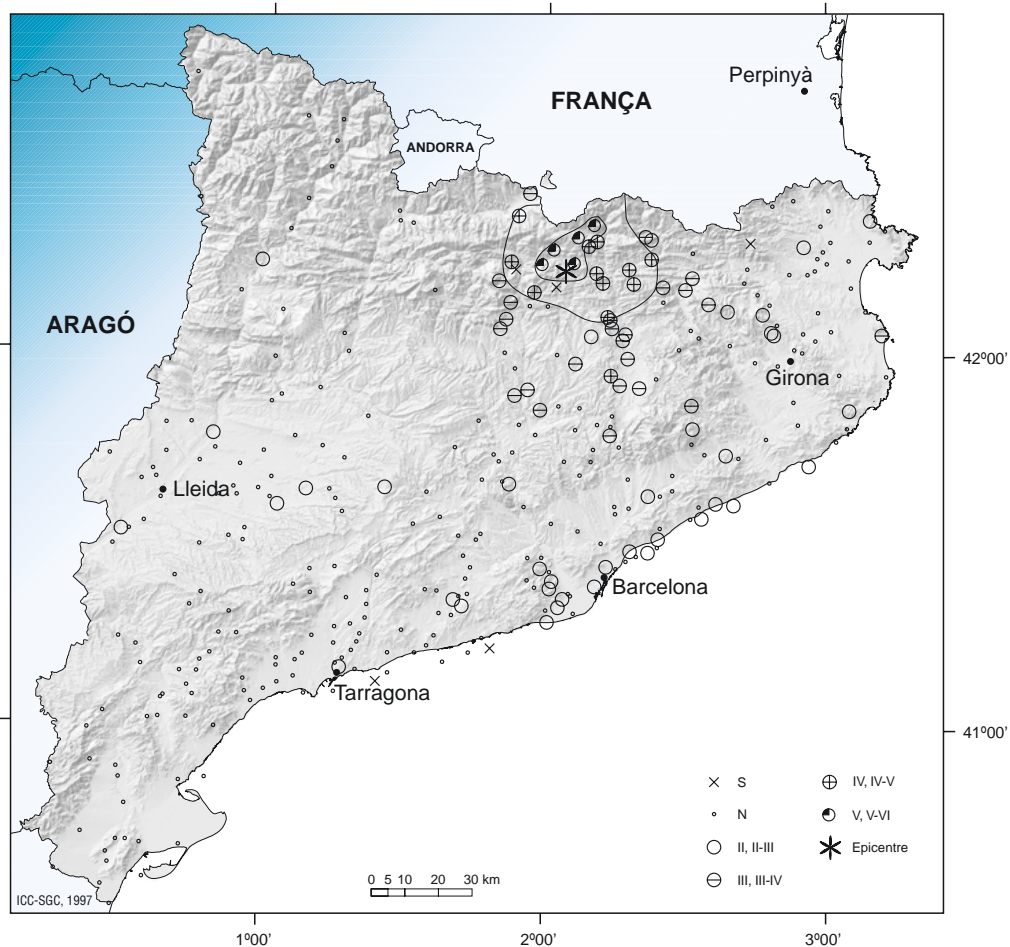 Perpinyà
FRANÇA
ANDORRA
ARAGÓ
42º00’
Girona
Lleida
Barcelona
Tarragona
41º00’
S
N
II, II-III
III, III-IV
IV, IV-V
V, V-VI
Epicentre
0 5 10 20 30 km
ICC-SGC, 1997
1º00’ 2º00’ 3º00’